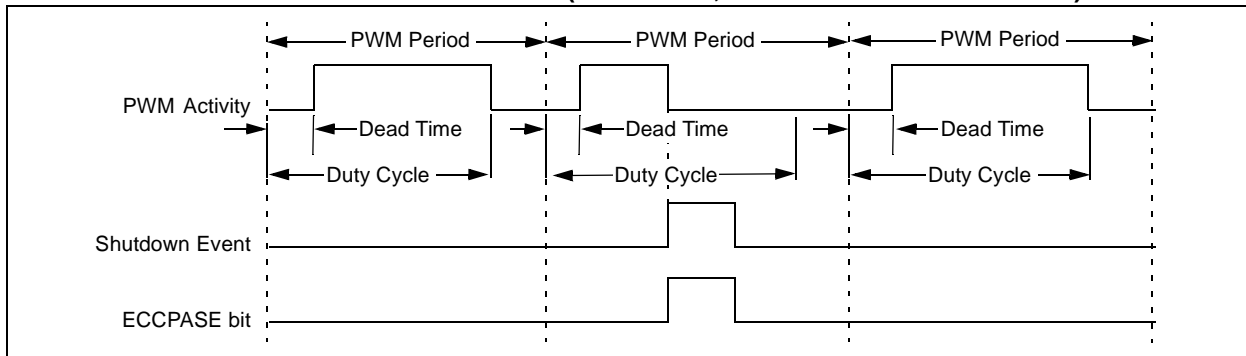 PWM Period PWM Period PWM Period
PWM Activity
Dead Time Dead Time Dead Time
Duty Cycle Duty Cycle Duty Cycle
Shutdown Event
ECCPASE bit